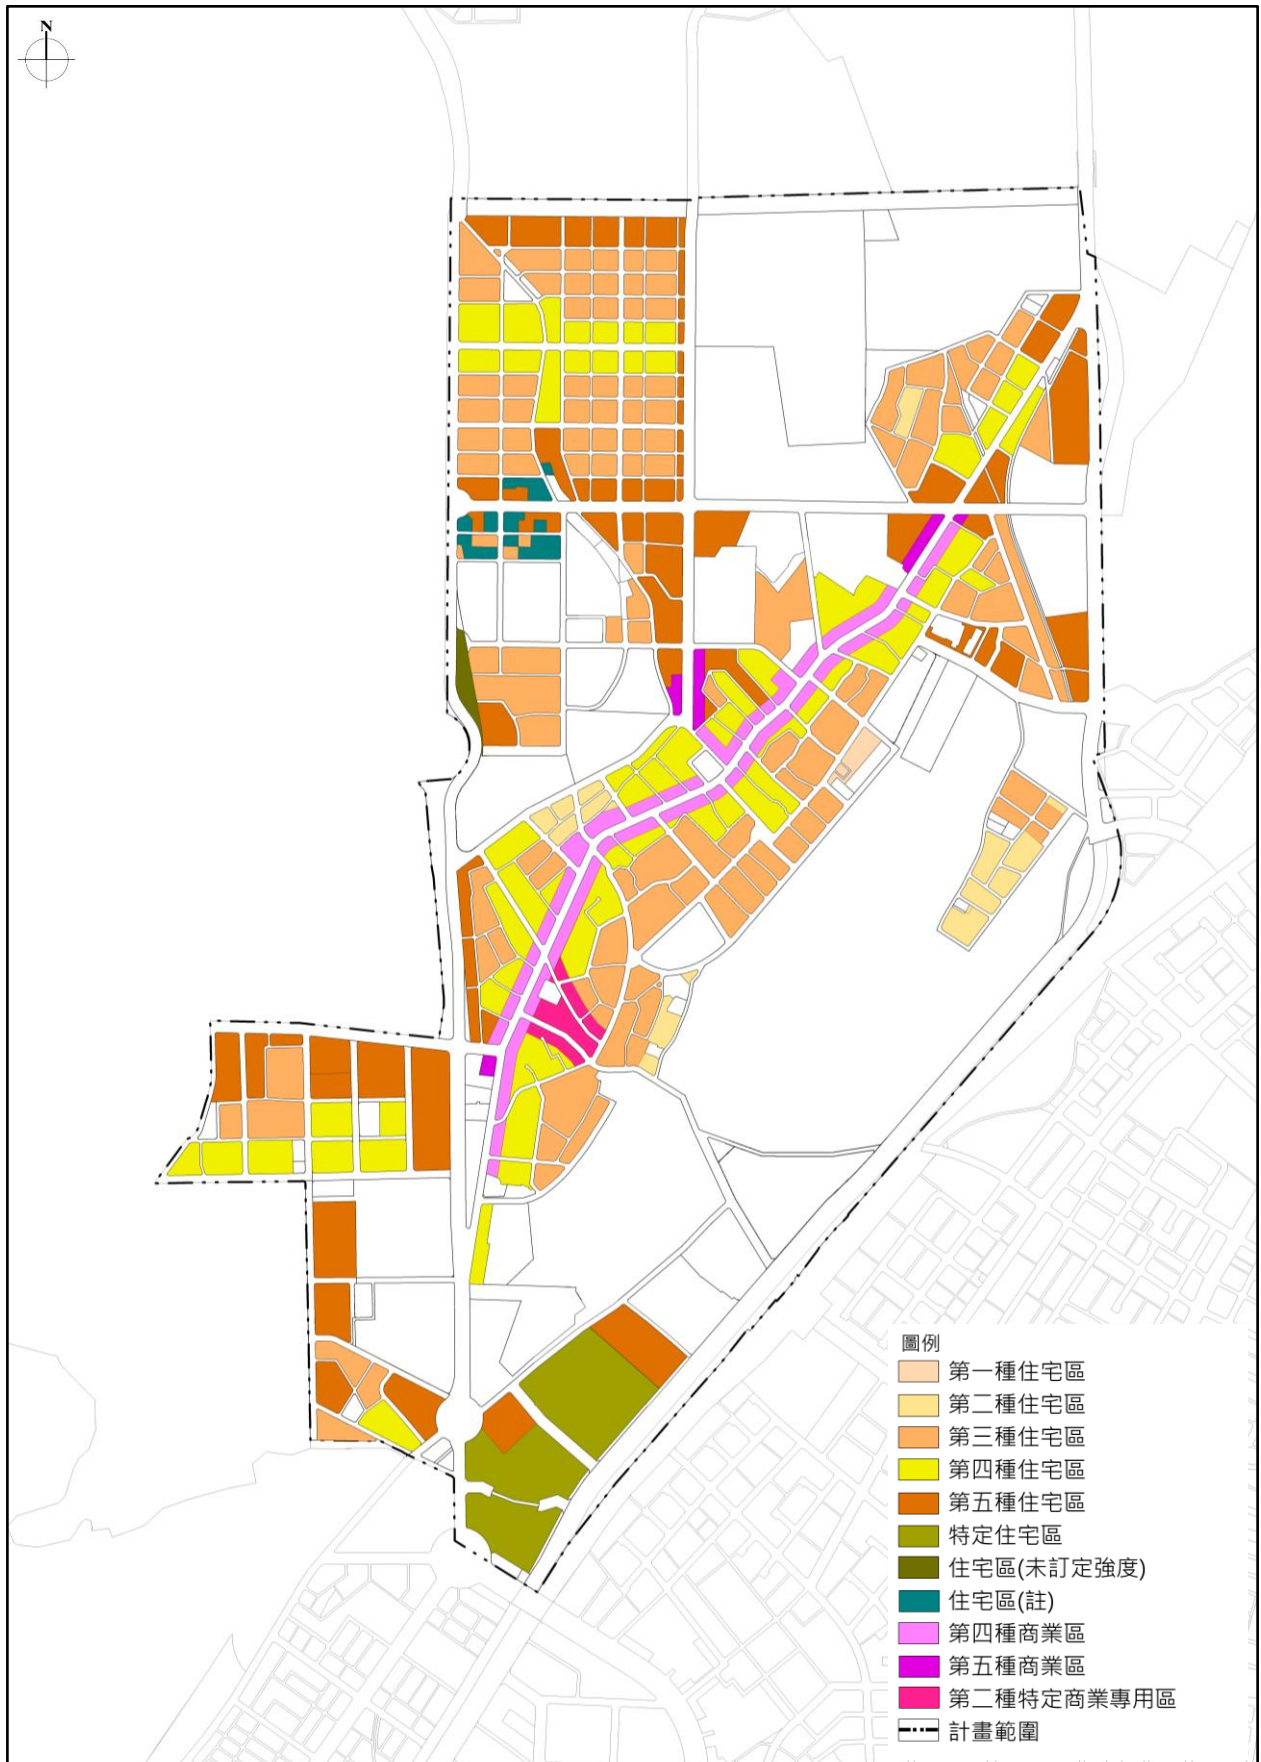 N
圖例
第一種住宅區
第二種住宅區
第三種住宅區
第四種住宅區
第五種住宅區
特定住宅區
住宅區(未訂定強度)
住宅區(註)
第四種商業區
第五種商業區
第二種特定商業專用區
計畫範圍